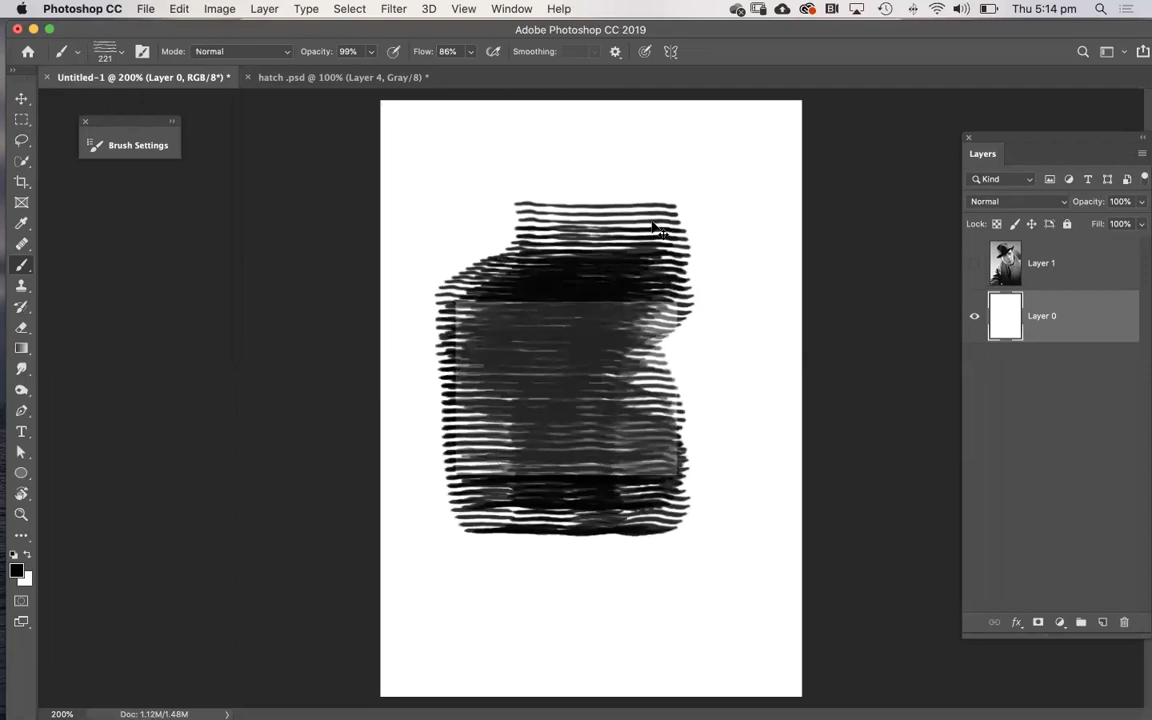 Photoshop CC File Edit Image Layer Type Select Filter 3D View Window Help Thu 5:14 pm
Adobe Photoshop CC 2019
221 Mode: Normal Opacity: 99% Flow: 86% Smoothing:
Untitled-1 @ 200% (Layer 0, RGB/8*) * hatch .psd @ 100% (Layer 4, Gray/8) *
Brush Settings
Layers
Kind
Normal Opacity: 100%
Lock: Fill: 100%
Layer 1
Layer 0
fx
200% Doc: 1.12M/1.48M